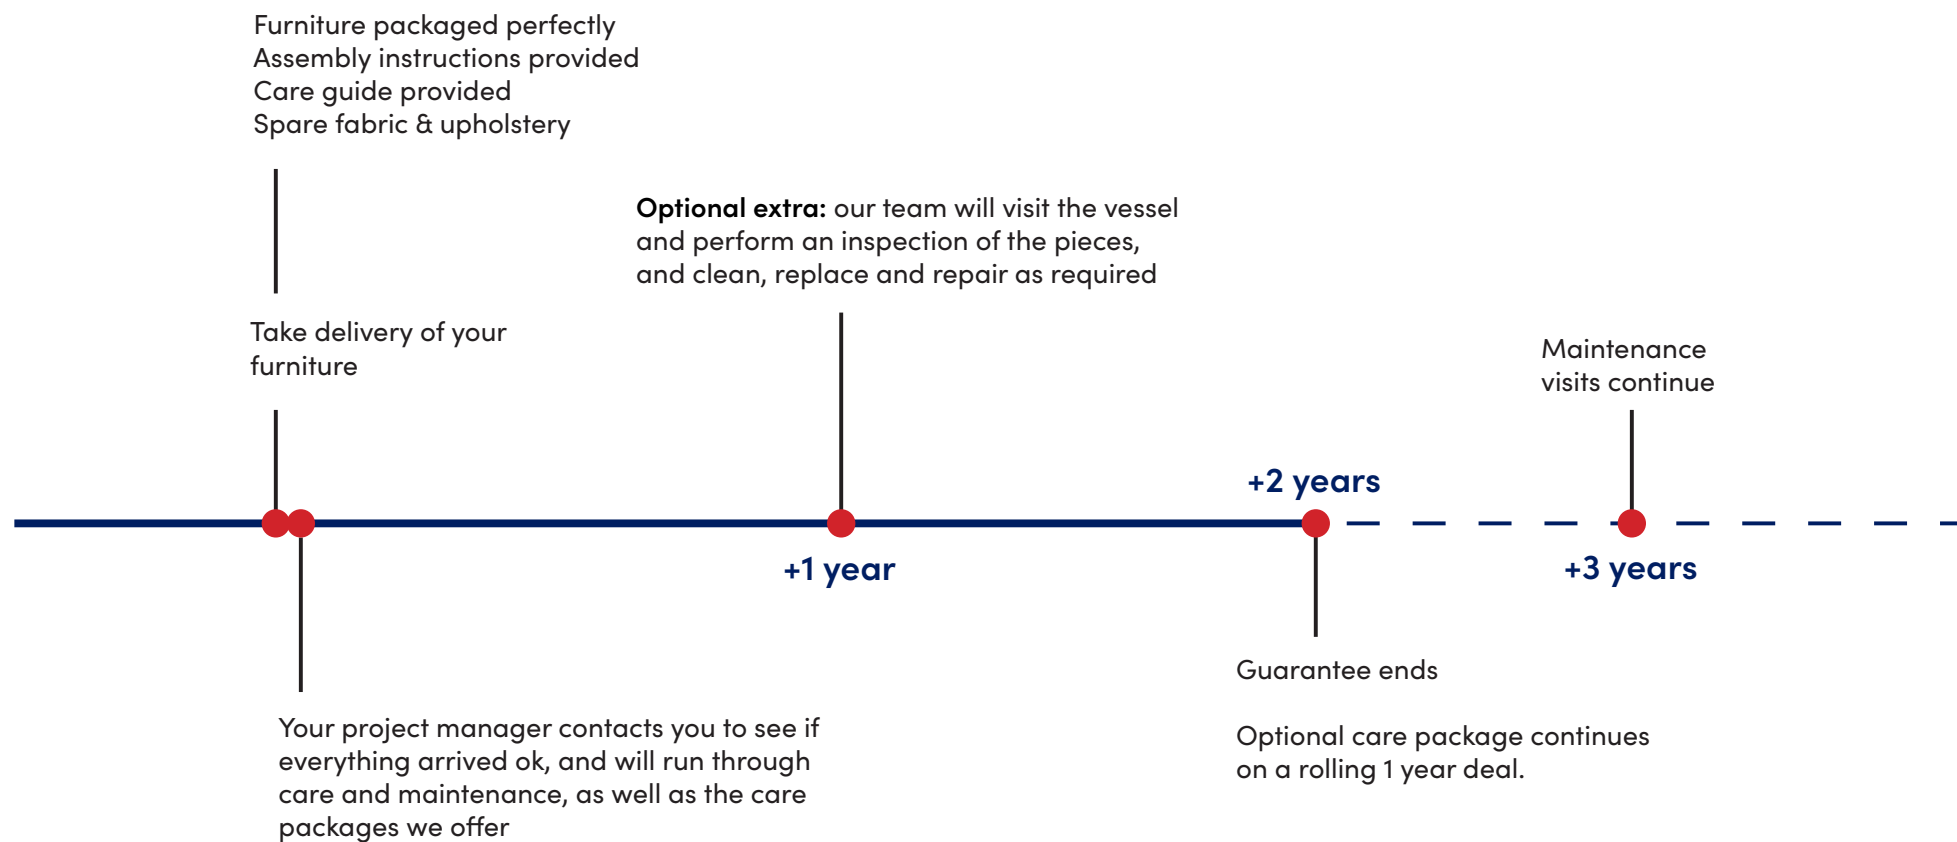 Furniture packaged perfectly
Assembly instructions provided
Care guide provided
Spare fabric & upholstery
Take delivery of your
furniture
Your project manager contacts you to see if
everything arrived ok, and will run through
care and maintenance, as well as the care
packages we offer
Optional extra: our team will visit the vessel
and perform an inspection of the pieces,
and clean, replace and repair as required
+1 year
+2 years
Guarantee ends
Optional care package continues
on a rolling 1 year deal.
Maintenance
visits continue
+3 years